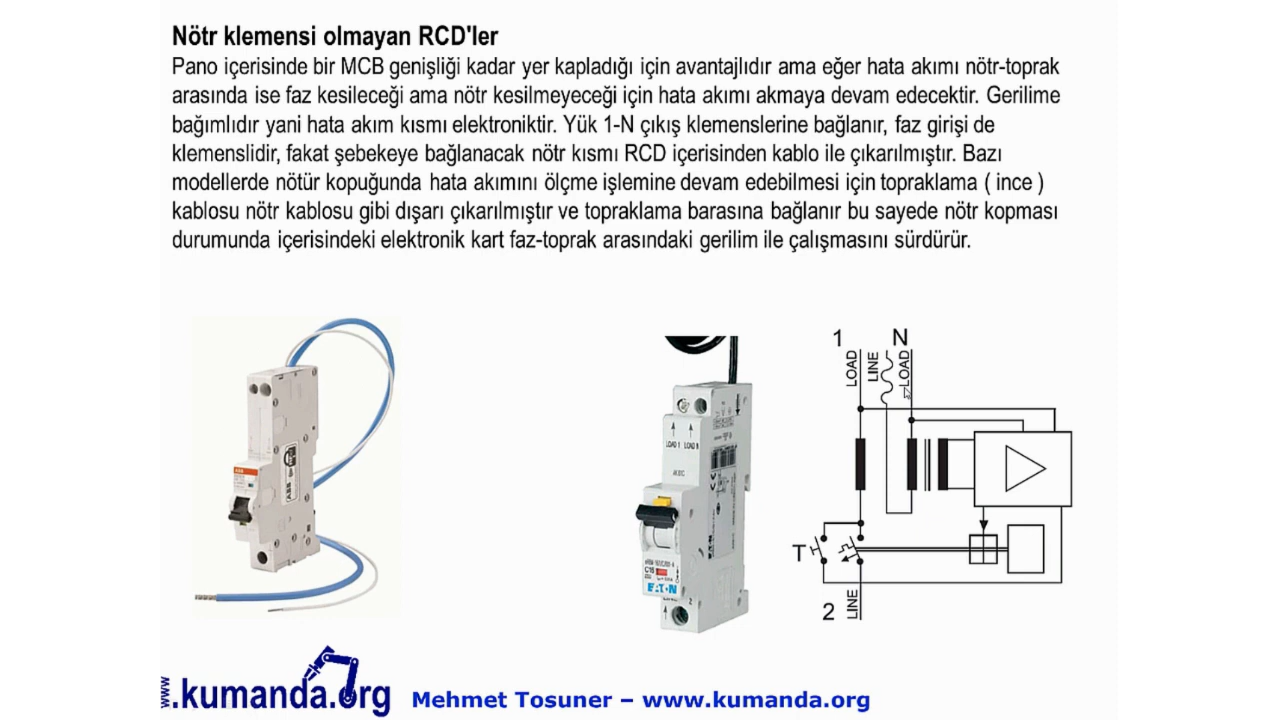 Nötr klemensi olmayan RCD'ler
Pano içerisinde bir MCB genişliği kadar yer kapladığı için avantajlıdır ama eğer hata akımı nötr-toprak
arasında ise faz kesileceği ama nötr kesilmeyeceği için hata akımı akmaya devam edecektir. Gerilime
bağımlıdır yani hata akım kısmı elektroniktir. Yük 1-N çıkış klemenslerine bağlanır, faz girişi de
klemenslidir, fakat şebekeye bağlanacak nötr kısmı RCD içerisinden kablo ile çıkarılmıştır. Bazı
modellerde nötür kopuğunda hata akımını ölçme işlemine devam edebilmesi için topraklama ( ince )
kablosu nötr kablosu gibi dışarı çıkarılmıştır ve topraklama barasına bağlanır bu sayede nötr kopması
durumunda içerisindeki elektronik kart faz-toprak arasındaki gerilim ile çalışmasını sürdürür.
1 N
LOAD
LINE
LOAD
T
2
LINE
ABB
ABB
LOAD 1 LOAD N
C16
EATON
EATON
2
www.kumanda.org
Mehmet Tosuner – www.kumanda.org